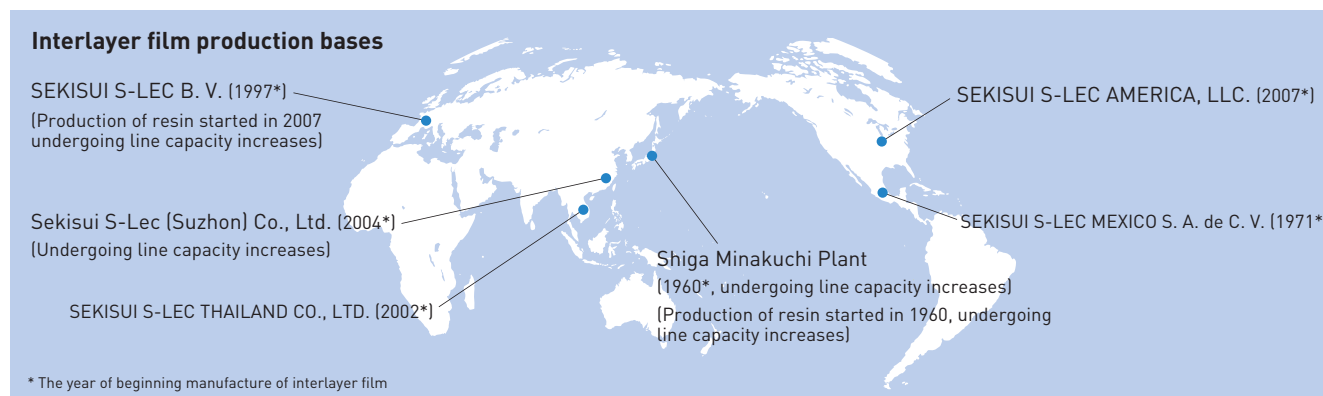 Interlayer film production bases
SEKISUI S-LEC B. V. (1997*)
(Production of resin started in 2007
undergoing line capacity increases)
SEKISUI S-LEC AMERICA, LLC. (2007*)
Sekisui S-Lec (Suzhon) Co., Ltd. (2004*)
(Undergoing line capacity increases)
SEKISUI S-LEC MEXICO S. A. de C. V. (1971*
Shiga Minakuchi Plant
(1960*, undergoing line capacity increases)
(Production of resin started in 1960, undergoing
line capacity increases)
SEKISUI S-LEC THAILAND CO., LTD. (2002*)
* The year of beginning manufacture of interlayer film